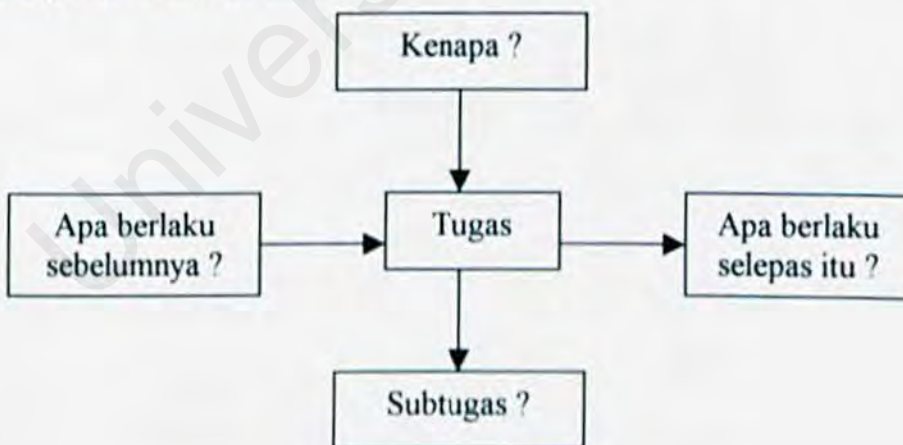 Kenapa ?
Apa berlaku
sebelumnya ?
Tugas
Apa berlaku
selepas itu ?
Subtugas ?